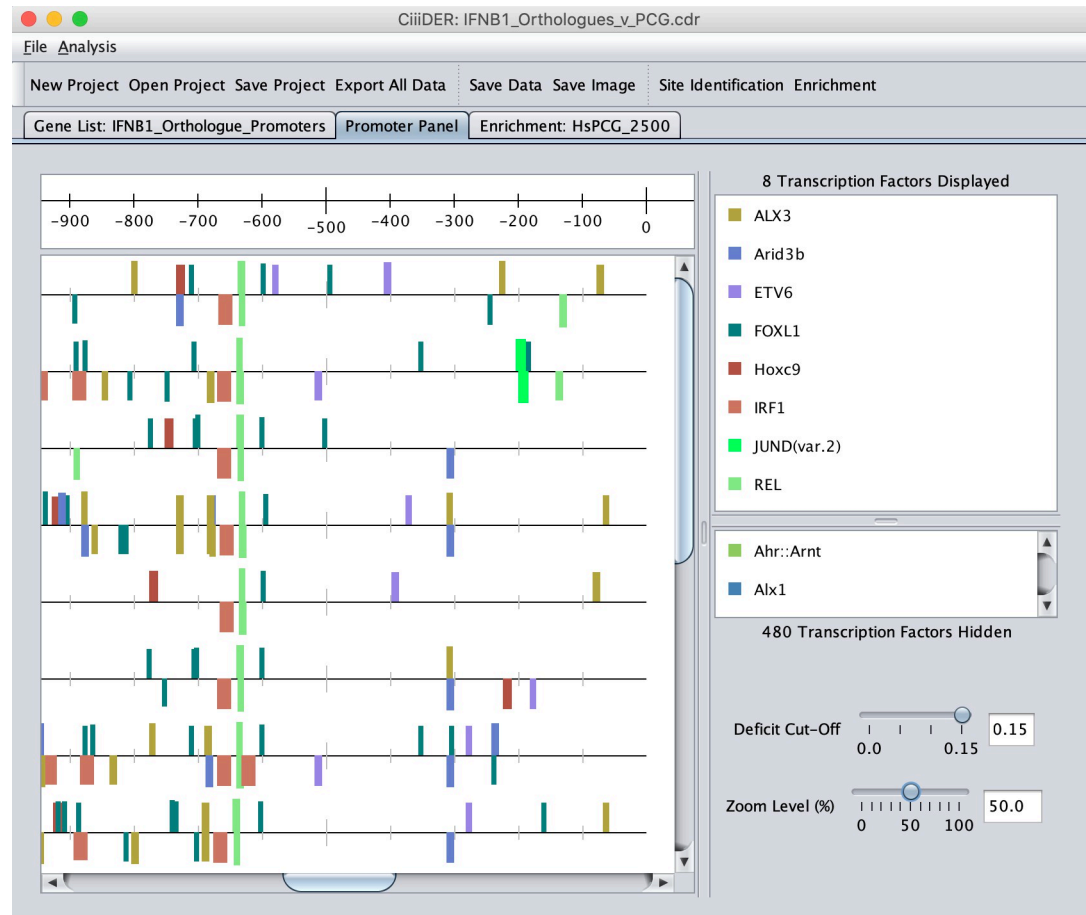 CiiiDER: IFNB1_Orthologues_v_PCG.cdr
File Analysis
New Project Open Project Save Project Export All Data Save Data Save Image Site Identification Enrichment
Gene List: IFNB1_Orthologue_Promoters Promoter Panel Enrichment: HsPCG_2500
-900 -800 -700 -600 -500 -400 -300 -200 -100 0
8 Transcription Factors Displayed
ALX3
Arid3b
ETV6
FOXL1
Hoxc9
IRF1
JUND(var.2)
REL
Ahr::Arnt
Alx1
480 Transcription Factors Hidden
Deficit Cut-Off 0.15
0.0 0.15
Zoom Level (%) 50.0
0 50 100